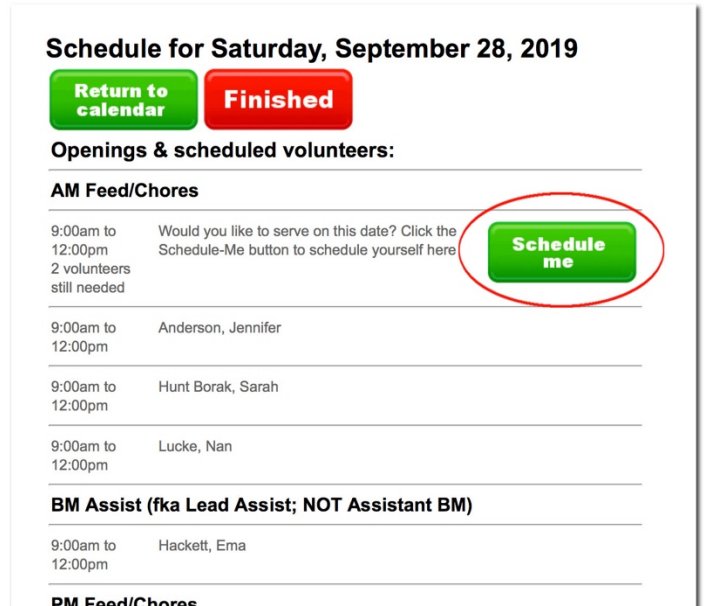 Schedule for Saturday, September 28, 2019
Return to
calendar
Finished
Openings & scheduled volunteers:
AM Feed/Chores
9:00am to
12:00pm
2 volunteers
still needed
Would you like to serve on this date? Click the
Schedule-Me button to schedule yourself here
Schedule
me
9:00am to
12:00pm
Anderson, Jennifer
9:00am to
12:00pm
Hunt Borak, Sarah
9:00am to
12:00pm
Lucke, Nan
BM Assist (fka Lead Assist; NOT Assistant BM)
9:00am to
12:00pm
Hackett, Ema
PM Feed/Chores